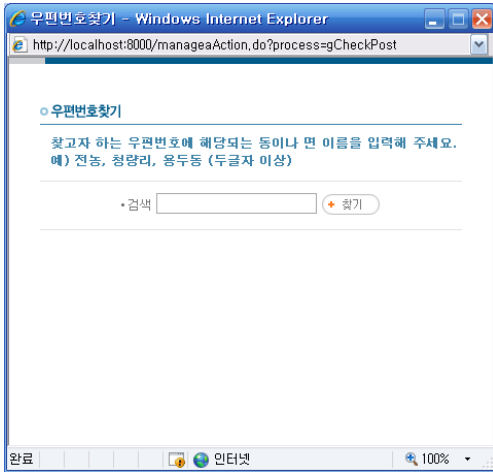 우편번호찾기 - Windows Internet Explorer
http://localhost:8000/manageaAction.do?process=gCheckPost
우편번호찾기
찾고자 하는 우편번호에 해당되는 동이나 면 이름을 입력해 주세요.
예) 전농, 청량리, 용두동 (두글자 이상)
검색 찾기
완료 인터넷 100%